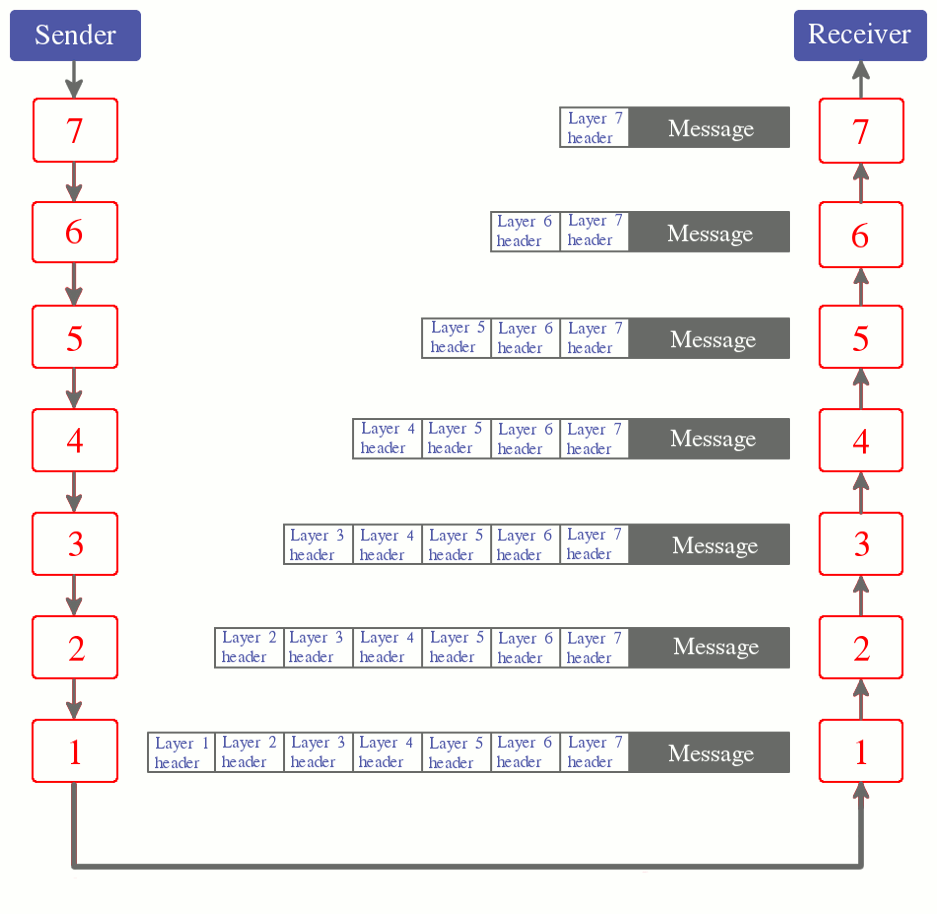 Sender
Receiver
7
Layer 7
header
Message
7
6
Layer 6
header
Layer 7
header
Message
6
5
Layer 5
header
Layer 6
header
Layer 7
header
Message
5
4
Layer 4
header
Layer 5
header
Layer 6
header
Layer 7
header
Message
4
3
Layer 3
header
Layer 4
header
Layer 5
header
Layer 6
header
Layer 7
header
Message
3
2
Layer 2
header
Layer 3
header
Layer 4
header
Layer 5
header
Layer 6
header
Layer 7
header
Message
2
1
Layer 1
header
Layer 2
header
Layer 3
header
Layer 4
header
Layer 5
header
Layer 6
header
Layer 7
header
Message
1